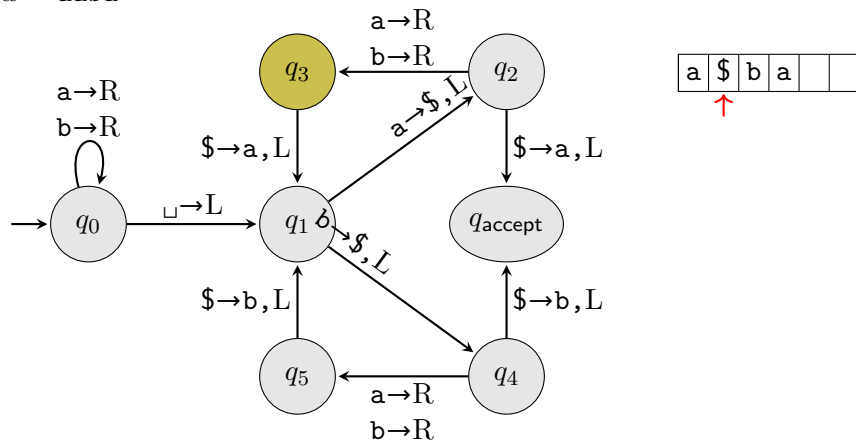 a→R
b→R
q3
q2
a $ b a
a→R
b→R
$→a,L
a→$,L
$→a,L
q0
␣→L
q1
qaccept
b→$,L
$→b,L
$→b,L
q5
a→R
b→R
q4